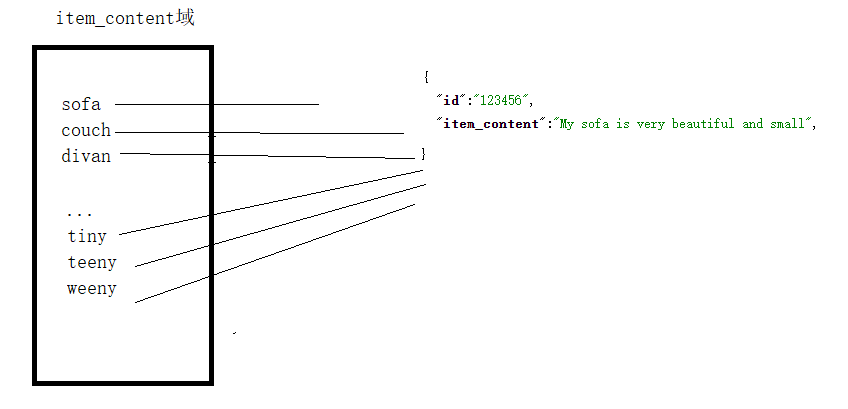 item_content域
sofa
couch
divan
...
tiny
teeny
weeny
{
"id":"123456",
"item_content":"My sofa is very beautiful and small",
}